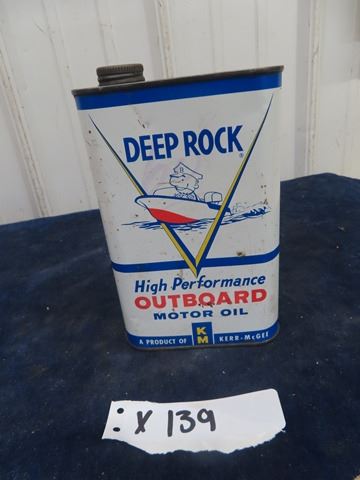 DEEP ROCK®
High Performance
OUTBOARD
MOTOR OIL
A PRODUCT OF KM KERR-McGEE
X 139